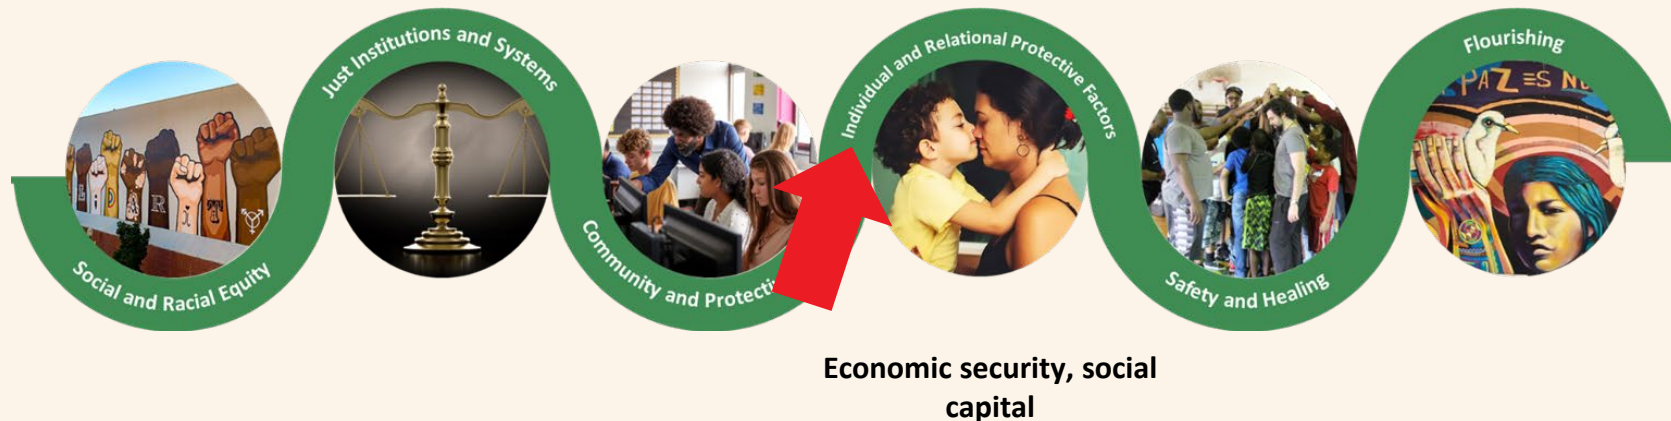 Social and Racial Equity
Just Institutions and Systems
Community and
Individual and Relational Protective Factors
Safety and Healing
Flourishing
PAZ ES
Economic security, social
capital